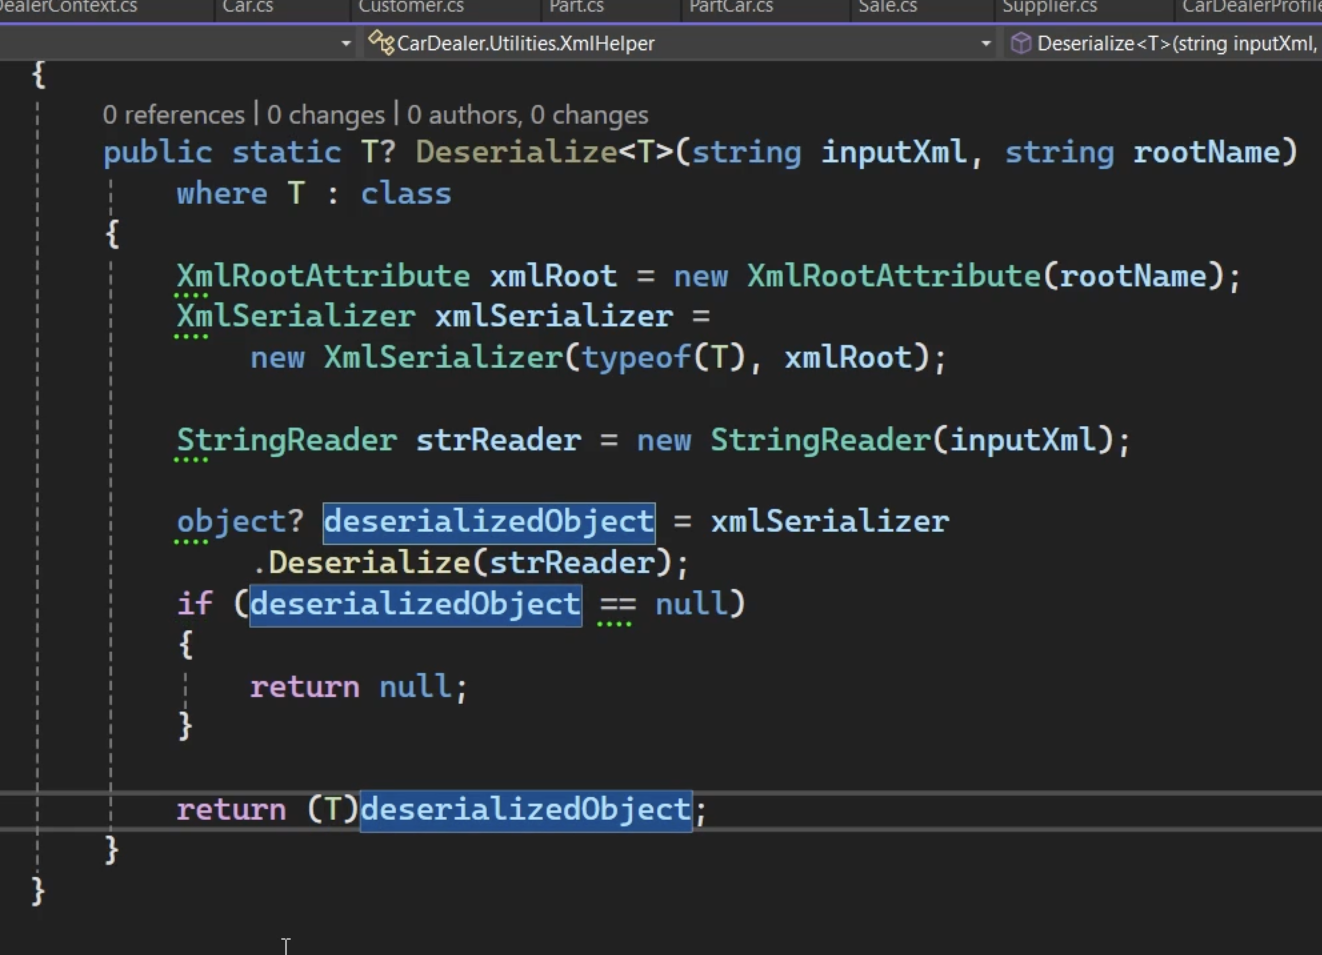 DealerContext.cs Car.cs Customer.cs Part.cs PartCar.cs Sale.cs Supplier.cs CarDealerProfile
CarDealer.Utilities.XmlHelper Deserialize<T>(string inputXml,
{
0 references | 0 changes | 0 authors, 0 changes
public static T? Deserialize<T>(string inputXml, string rootName)
where T : class
{
XmlRootAttribute xmlRoot = new XmlRootAttribute(rootName);
XmlSerializer xmlSerializer =
new XmlSerializer(typeof(T), xmlRoot);
StringReader strReader = new StringReader(inputXml);
object? deserializedObject = xmlSerializer
.Deserialize(strReader);
if (deserializedObject == null)
{
return null;
}
return (T)deserializedObject;
}
}